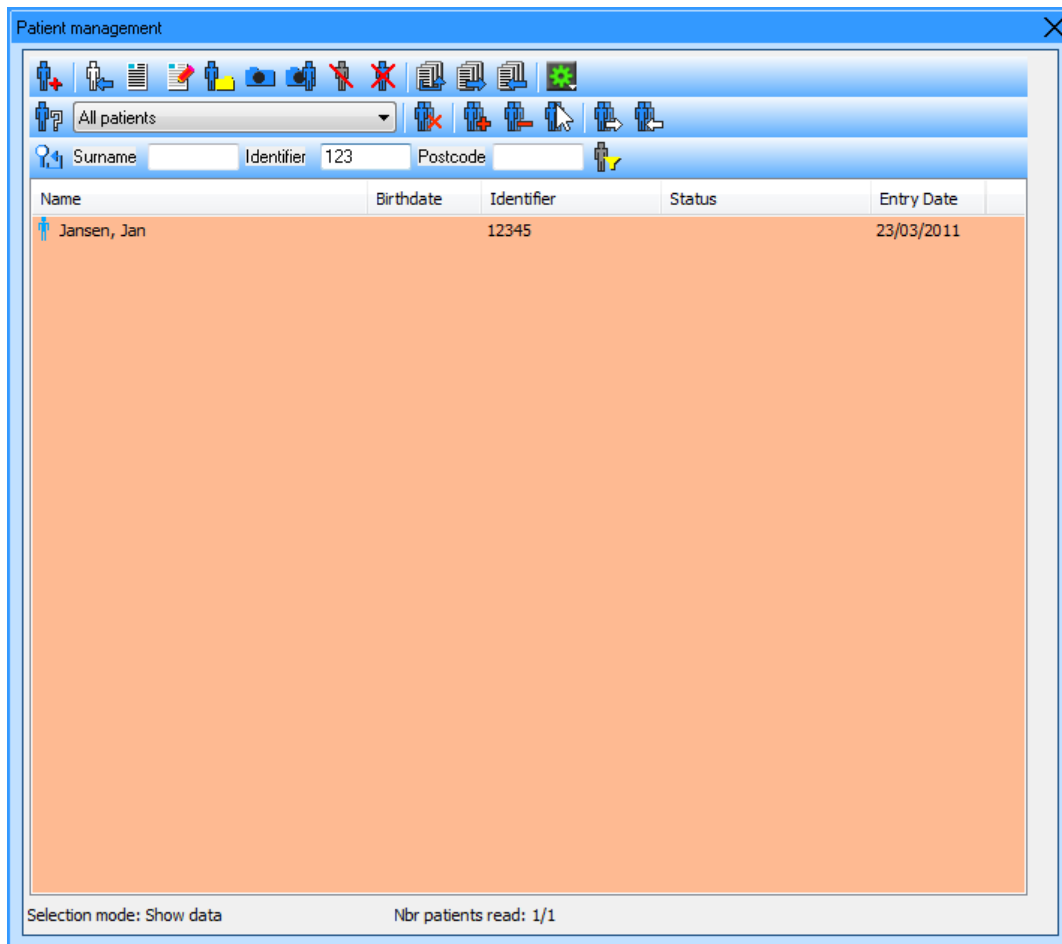 Patient management
All patients
Surname Identifier 123 Postcode
Name Birthdate Identifier Status Entry Date
Jansen, Jan 12345 23/03/2011
Selection mode: Show data Nbr patients read: 1/1